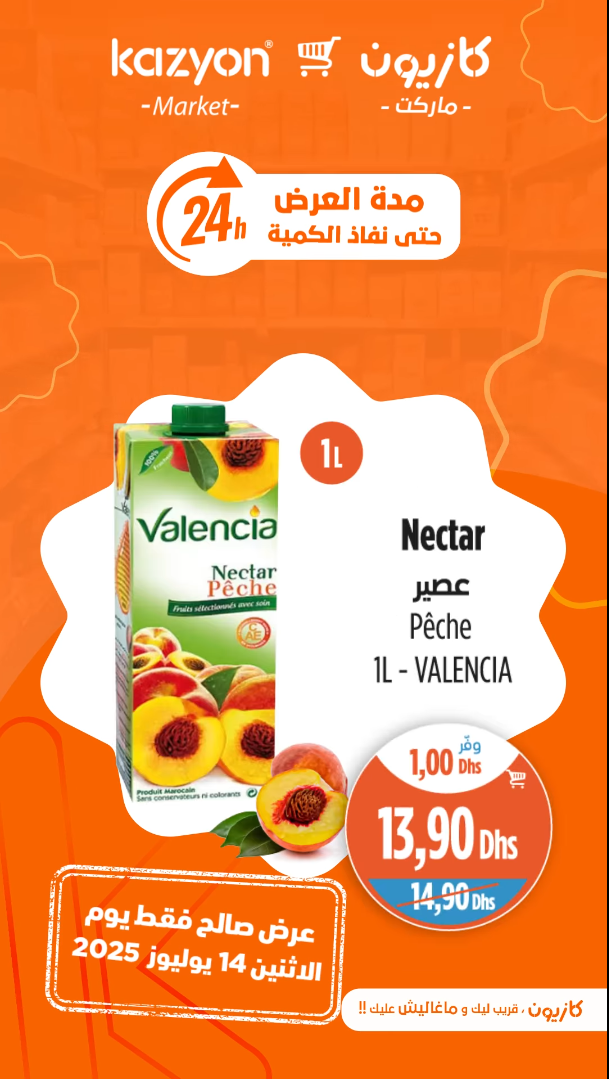 kazyon®
-Market-
كازيون
- ماركت -
24h
مدة العرض
حتى نفاذ الكمية
1L
100%
Valencia
Nectar
Pêche
Fruits sélectionnés avec soin
Produit Marocain
Sans conservateurs ni colorants
Nectar
عصير
Pêche
1L - VALENCIA
وفّر
1,00 Dhs
13,90 Dhs
14,90 Dhs
عرض صالح فقط يوم
الاثنين 14 يوليوز 2025
كازيون ، قريب ليك و ماغاليش عليك !!